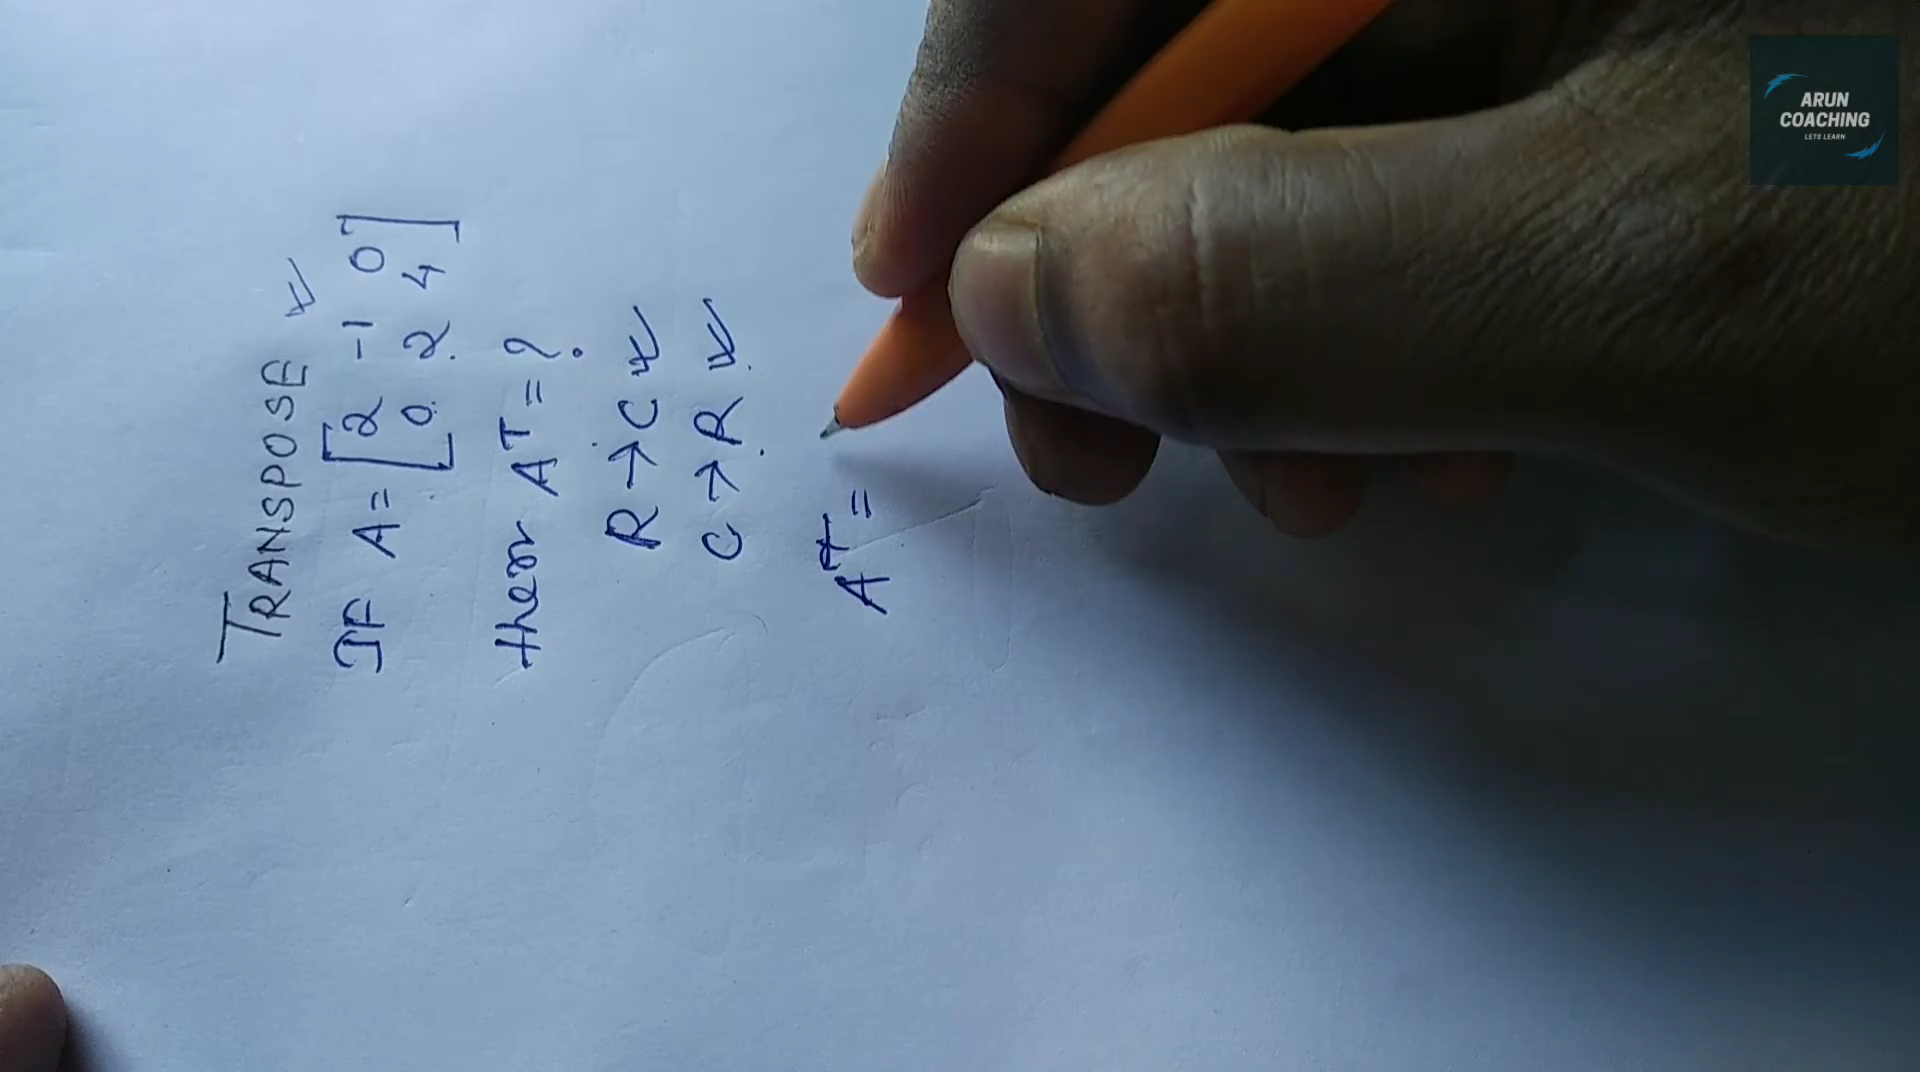 TRANSPOSE
IF A = [2 -1 0
0 2 4]
then A^T = ?
R → C
C → R
A^T =
ARUN
COACHING
LETS LEARN